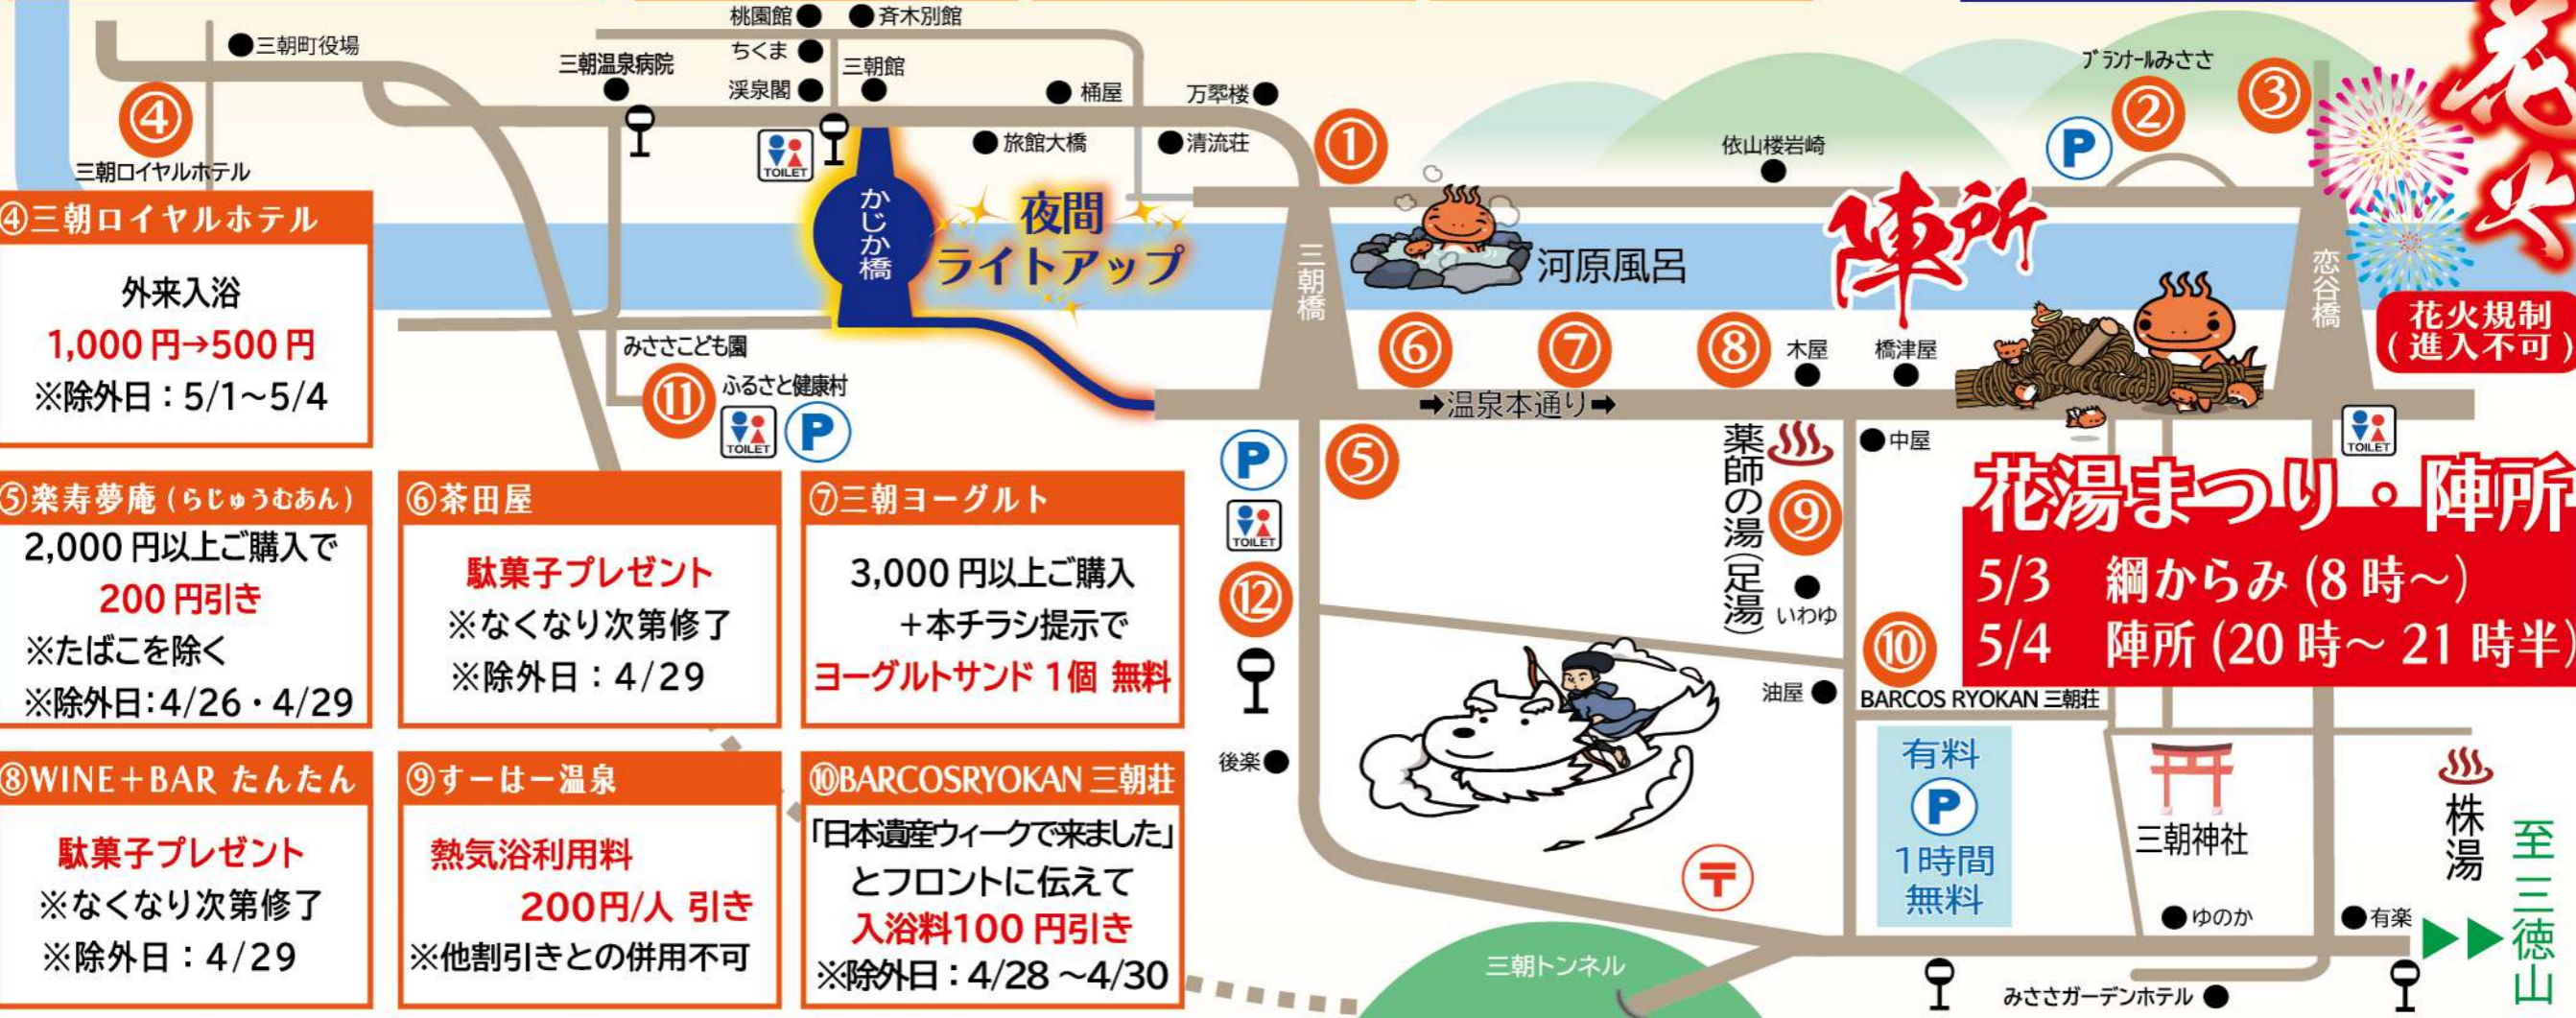 桃園館
斉木別館
三朝町役場
ちくま
三朝温泉病院
三朝館
渓泉閣
桶屋
万翆楼
旅館大橋
清流荘
TOILET
④
三朝ロイヤルホテル
①
ブランナールみささ
②
③
P
依山楼岩崎
花火
かじか橋
夜間
ライトアップ
三朝橋
河原風呂
陣所
恋谷橋
花火規制
(進入不可)
④三朝ロイヤルホテル
外来入浴
1,000円→500円
※除外日：5/1～5/4
みささこども園
⑪
ふるさと健康村
TOILET
P
⑥
⑦
⑧
木屋
橋津屋
➡温泉本通り➡
P
TOILET
⑫
⑤
薬師の湯(足湯)
⑨
中屋
いわゆ
TOILET
花湯まつり・陣所
5/3 綱からみ(8時～)
5/4 陣所(20時～21時半)
⑩
BARCOS RYOKAN 三朝荘
油屋
後楽
⑤楽寿夢庵(らじゅうむあん)
2,000円以上ご購入で
200円引き
※たばこを除く
※除外日：4/26・4/29
⑥茶田屋
駄菓子プレゼント
※なくなり次第修了
※除外日：4/29
⑦三朝ヨーグルト
3,000円以上ご購入
＋本チラシ提示で
ヨーグルトサンド1個 無料
⑧WINE+BAR たんたん
駄菓子プレゼント
※なくなり次第修了
※除外日：4/29
⑨すーはー温泉
熱気浴利用料
200円/人 引き
※他割引きとの併用不可
⑩BARCOSRYOKAN 三朝荘
「日本遺産ウィークで来ました」
とフロントに伝えて
入浴料100円引き
※除外日：4/28～4/30
有料
P
1時間
無料
三朝神社
株湯
至三徳山
〒
ゆのか
有楽
三朝トンネル
みささガーデンホテル